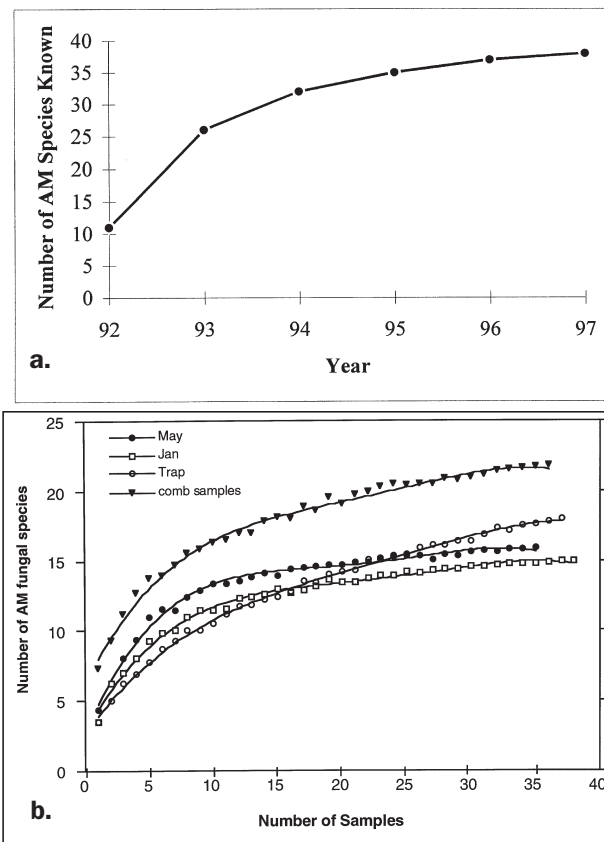 40
35
30
25
20
15
10
5
0
Number of AM Species Known
92 93 94 95 96 97
Year
a.
25
20
15
10
5
0
Number of AM fungal species
May
Jan
Trap
comb samples
0 5 10 15 20 25 30 35 40
Number of Samples
b.